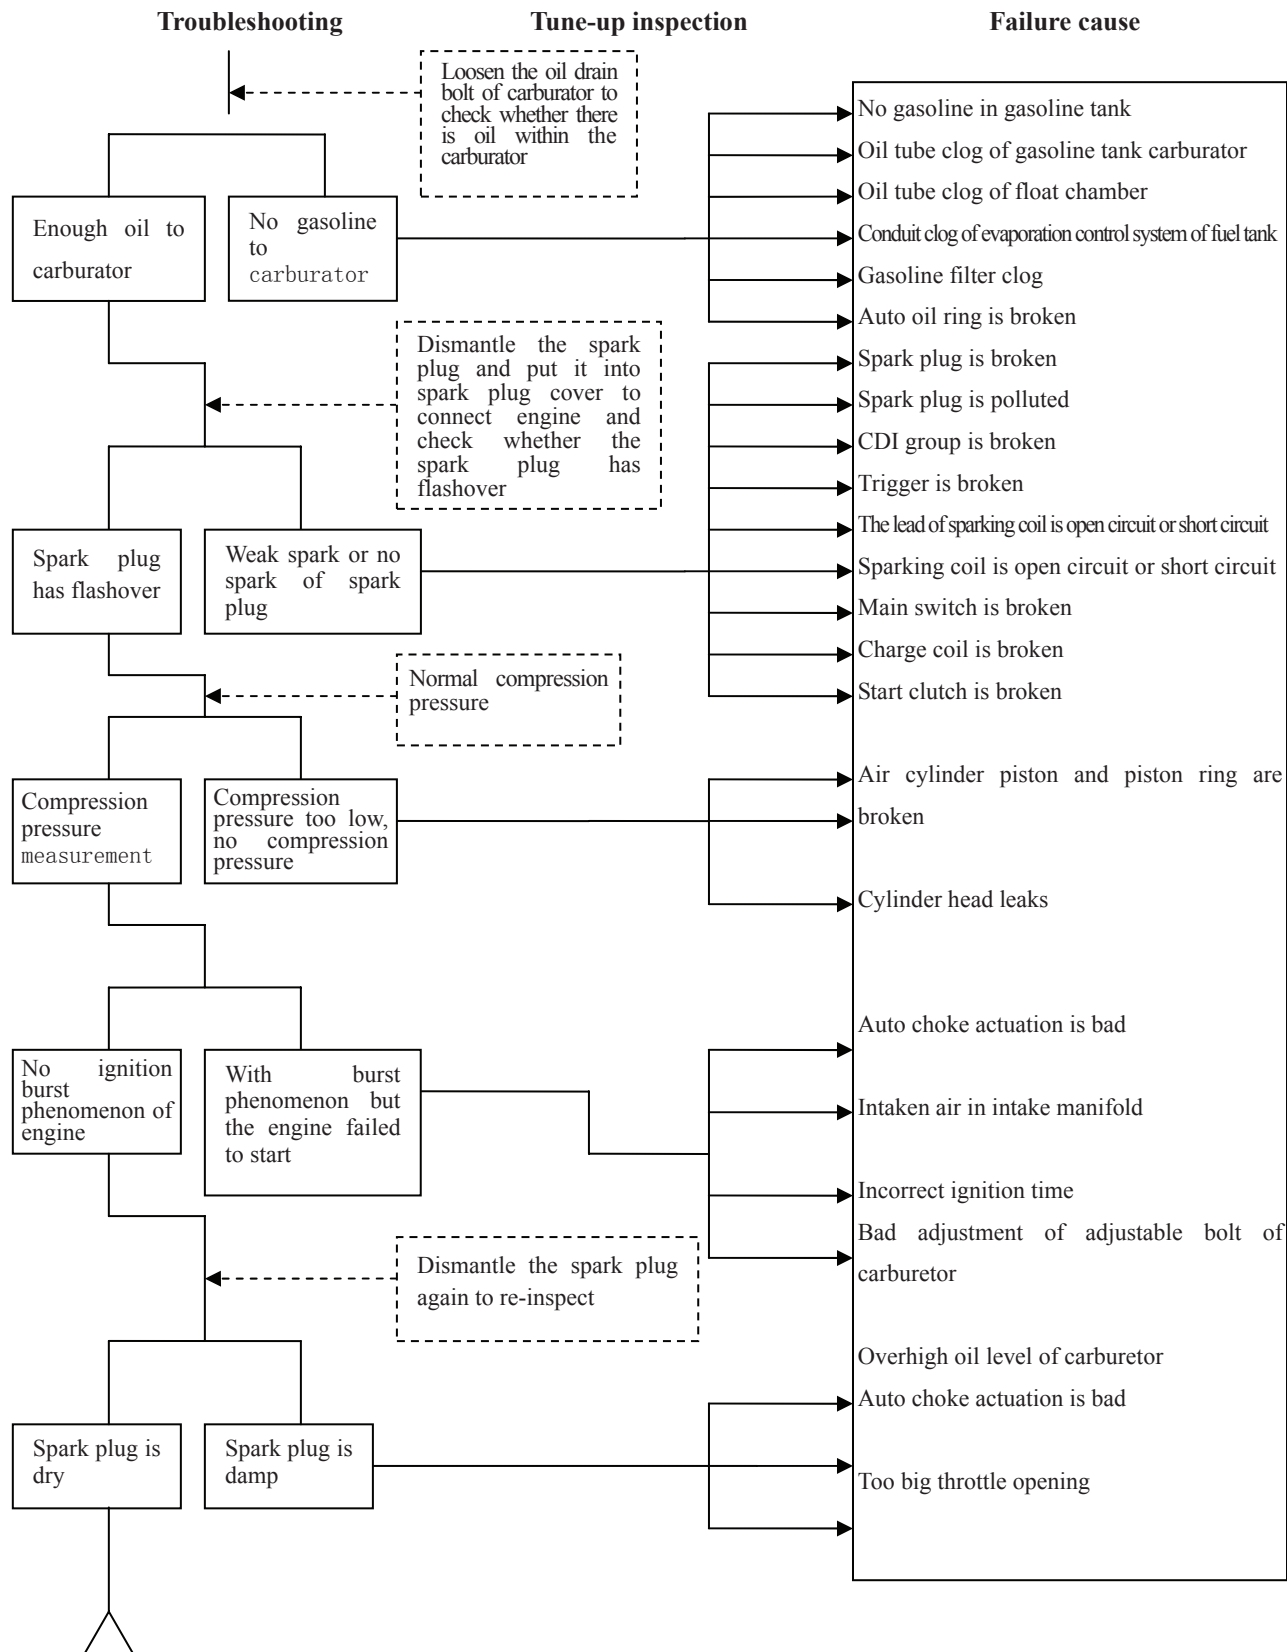 Troubleshooting
Tune-up inspection
Failure cause
Loosen the oil drain
bolt of carburator to
check whether there
is oil within the
carburator
Enough oil to
carburator
No gasoline
to
carburator
No gasoline in gasoline tank
Oil tube clog of gasoline tank carburator
Oil tube clog of float chamber
Conduit clog of evaporation control system of fuel tank
Gasoline filter clog
Auto oil ring is broken
Dismantle the spark
plug and put it into
spark plug cover to
connect engine and
check whether the
spark plug has
flashover
Spark plug
has flashover
Weak spark or no
spark of spark
plug
Spark plug is broken
Spark plug is polluted
CDI group is broken
Trigger is broken
The lead of sparking coil is open circuit or short circuit
Sparking coil is open circuit or short circuit
Main switch is broken
Charge coil is broken
Start clutch is broken
Normal compression
pressure
Compression
pressure
measurement
Compression
pressure too low,
no compression
pressure
Air cylinder piston and piston ring are
broken
Cylinder head leaks
No ignition
burst
phenomenon of
engine
With burst
phenomenon but
the engine failed
to start
Auto choke actuation is bad
Intaken air in intake manifold
Incorrect ignition time
Bad adjustment of adjustable bolt of
carburetor
Dismantle the spark plug
again to re-inspect
Spark plug is
dry
Spark plug is
damp
Overhigh oil level of carburetor
Auto choke actuation is bad
Too big throttle opening